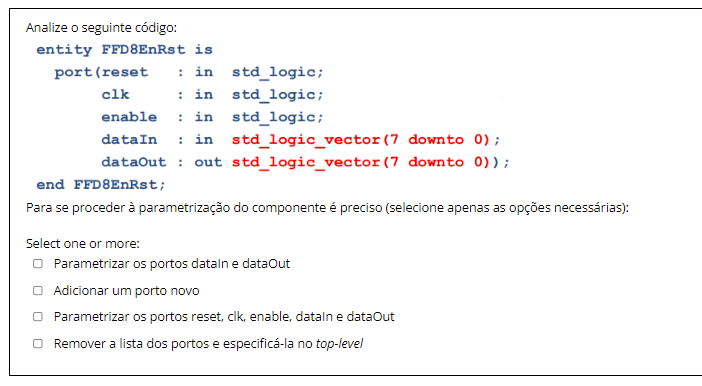 Analize o seguinte código:
entity FFD8EnRst is
port(reset : in std_logic;
clk : in std_logic;
enable : in std_logic;
dataIn : in std_logic_vector(7 downto 0);
dataOut : out std_logic_vector(7 downto 0));
end FFD8EnRst;
Para se proceder à parametrização do componente é preciso (selecione apenas as opções necessárias):
Select one or more:
Parametrizar os portos dataIn e dataOut
Adicionar um porto novo
Parametrizar os portos reset, clk, enable, dataIn e dataOut
Remover a lista dos portos e especificá-la no top-level